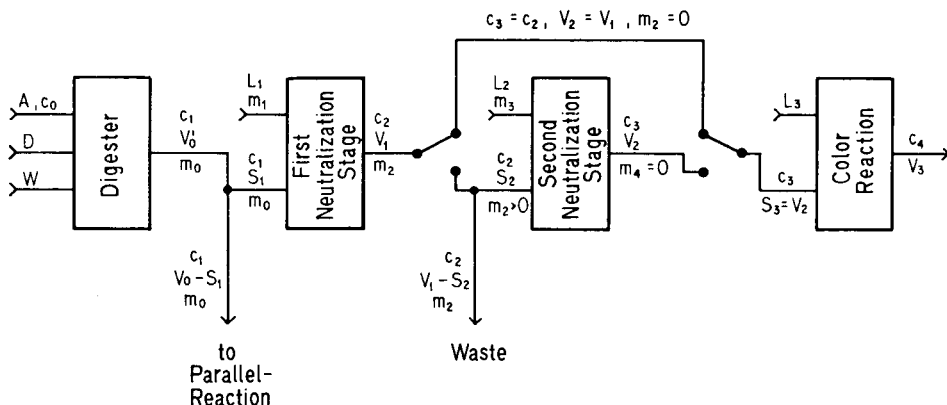 c₃ = c₂ , V₂ = V₁ , m₂ = 0
A , c₀
D
W
Digester
c₁
V₀'
m₀
c₁
S₁
m₀
L₁
m₁
First
Neutralization
Stage
c₂
V₁
m₂
c₂
S₂
m₂>0
L₂
m₃
Second
Neutralization
Stage
c₃
V₂
m₄ = 0
c₃
S₃ = V₂
L₃
Color
Reaction
c₄
V₃
c₁
V₀ – S₁
m₀
to
Parallel-
Reaction
c₂
V₁ – S₂
m₂
Waste